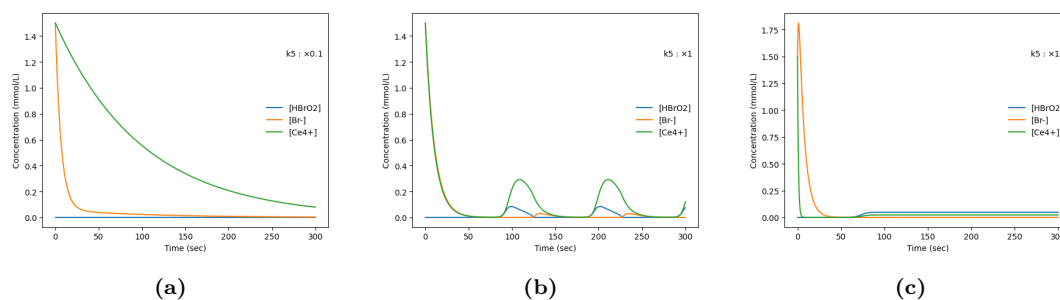 k5 : ×0.1
[HBrO2]
[Br-]
[Ce4+]
Concentration (mmol/L)
1.4
1.2
1.0
0.8
0.6
0.4
0.2
0.0
0 50 100 150 200 250 300
Time (sec)
(a)
k5 : ×1
[HBrO2]
[Br-]
[Ce4+]
Concentration (mmol/L)
1.4
1.2
1.0
0.8
0.6
0.4
0.2
0.0
0 50 100 150 200 250 300
Time (sec)
(b)
k5 : ×1
[HBrO2]
[Br-]
[Ce4+]
Concentration (mmol/L)
1.75
1.50
1.25
1.00
0.75
0.50
0.25
0.00
0 50 100 150 200 250
Time (sec)
(c)